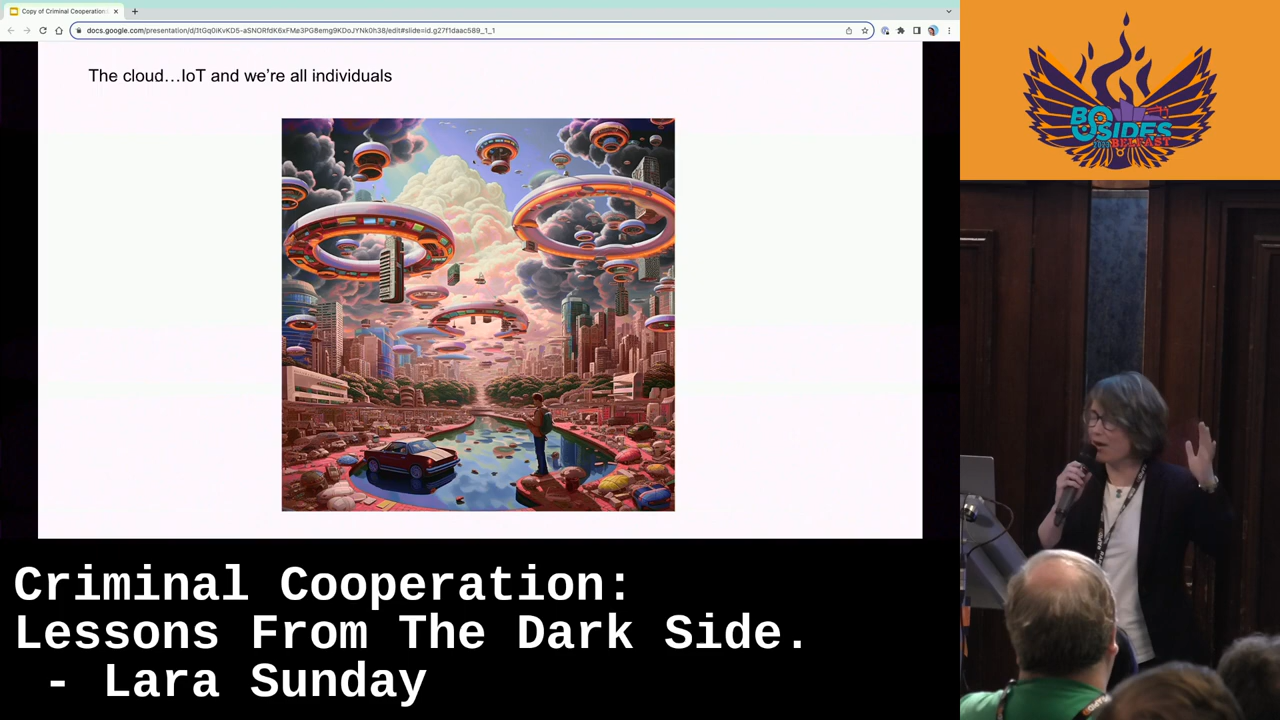 Copy of Criminal Cooperation
docs.google.com/presentation/d/1tGq0iKvKD5-aSNORfdK6xFMø3PG8emg9KDoJYNk0h38/edit#slide=id.g27f1daac589_1_1
The cloud…IoT and we're all individuals
BSIDES
BELFAST
Criminal Cooperation:
Lessons From The Dark Side.
- Lara Sunday